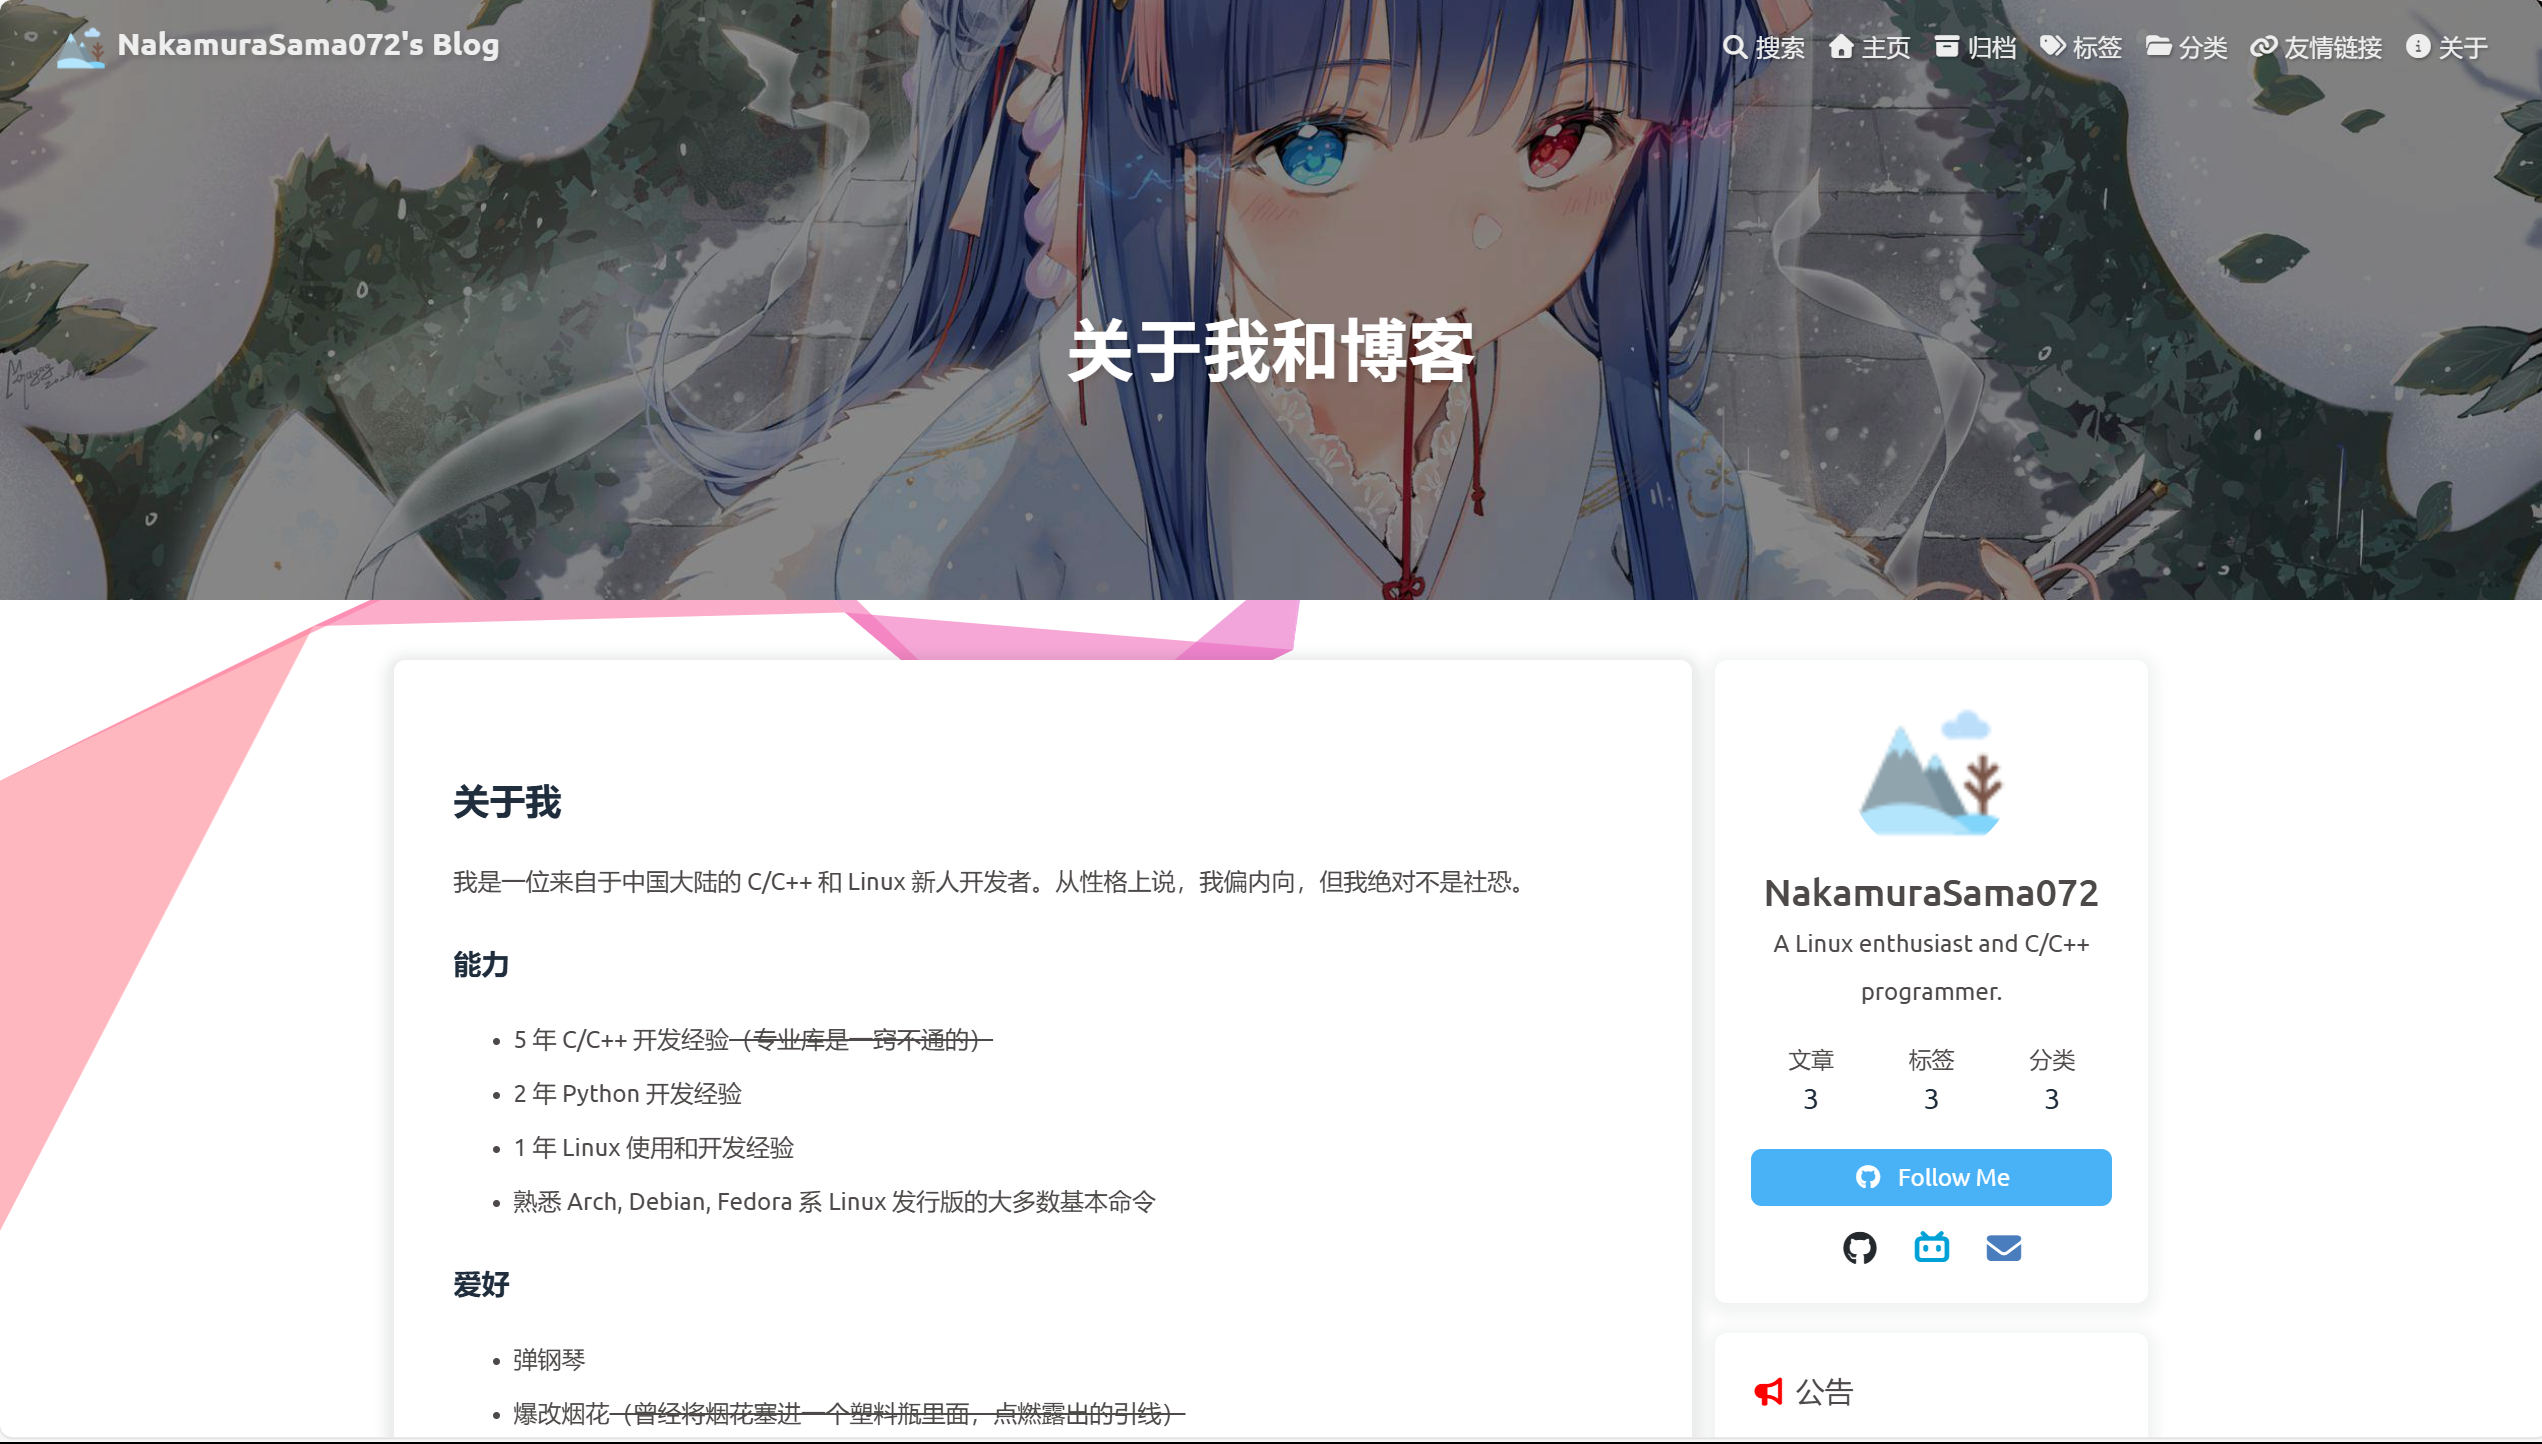 NakamuraSama072's Blog
搜索 主页 归档 标签 分类 友情链接 关于
关于我和博客
关于我
我是一位来自于中国大陆的 C/C++ 和 Linux 新人开发者。从性格上说，我偏内向，但我绝对不是社恐。
能力
• 5 年 C/C++ 开发经验（专业库是一窍不通的）
• 2 年 Python 开发经验
• 1 年 Linux 使用和开发经验
• 熟悉 Arch, Debian, Fedora 系 Linux 发行版的大多数基本命令
爱好
• 弹钢琴
• 爆改烟花（曾经将烟花塞进一个塑料瓶里面，点燃露出的引线）
NakamuraSama072
A Linux enthusiast and C/C++
programmer.
文章 标签 分类
3 3 3
Follow Me
公告